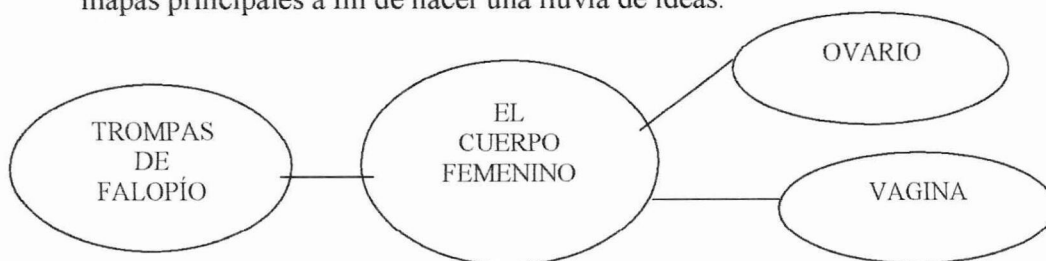 mapas principales a fin de hacer una lluvia de ideas.
OVARIO
EL
CUERPO
FEMENINO
TROMPAS
DE
FALOPÍO
VAGINA